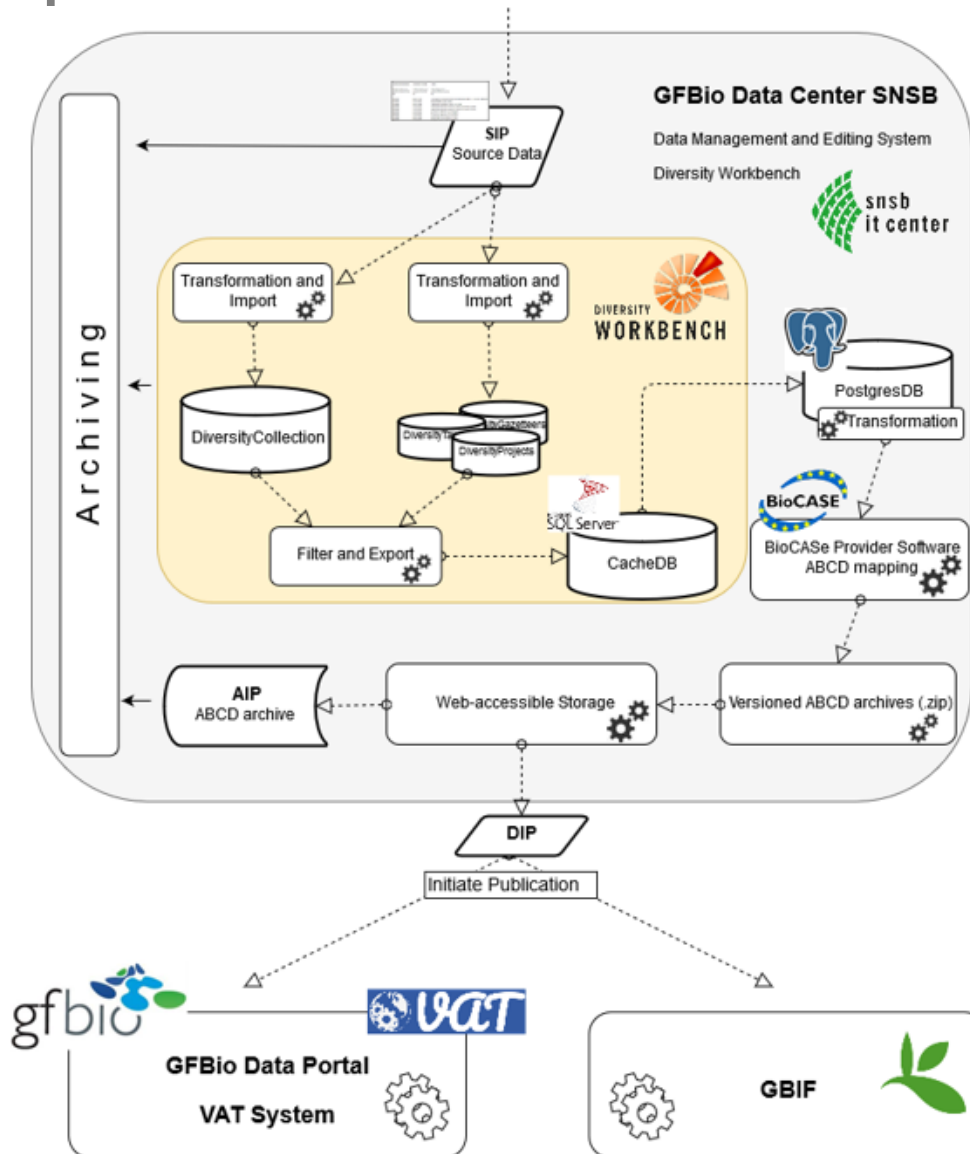 GFBio Data Center SNSB
Data Management and Editing System
Diversity Workbench
snsb
it center
SIP
Source Data
Archiving
Transformation and
Import
Transformation and
Import
DIVERSITY
WORKBENCH
PostgresDB
Transformation
DiversityCollection
DiversityProjects
SQL Server
BioCASE
Filter and Export
CacheDB
BioCASe Provider Software
ABCD mapping
AIP
ABCD archive
Web-accessible Storage
Versioned ABCD archives (.zip)
DIP
Initiate Publication
gfbio
VAT
GFBio Data Portal
VAT System
GBIF